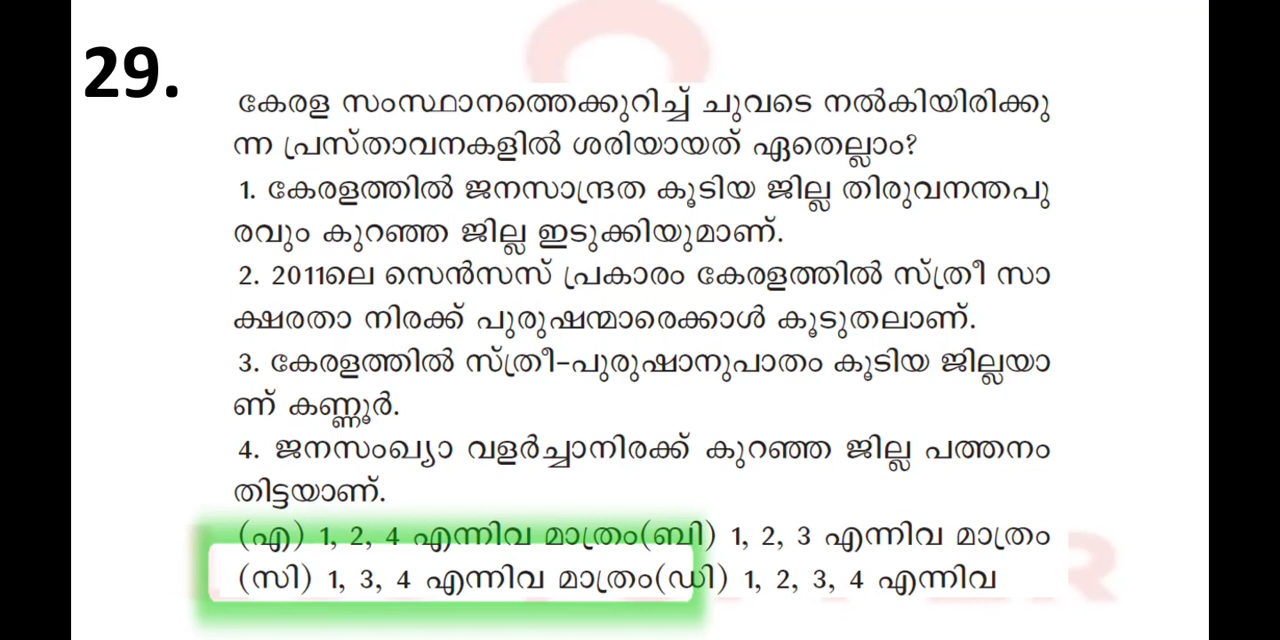 29.
കേരള സംസ്ഥാനത്തെക്കുറിച്ച് ചുവടെ നൽകിയിരിക്കു
ന്ന പ്രസ്താവനകളിൽ ശരിയായത് ഏതെല്ലാം?
1. കേരളത്തിൽ ജനസാന്ദ്രത കൂടിയ ജില്ല തിരുവനന്തപു
രവും കുറഞ്ഞ ജില്ല ഇടുക്കിയുമാണ്.
2. 2011ലെ സെൻസസ് പ്രകാരം കേരളത്തിൽ സ്ത്രീ സാ
ക്ഷരതാ നിരക്ക് പുരുഷന്മാരെക്കാൾ കൂടുതലാണ്.
3. കേരളത്തിൽ സ്ത്രീ-പുരുഷാനുപാതം കൂടിയ ജില്ലയാ
ണ് കണ്ണൂർ.
4. ജനസംഖ്യാ വളർച്ചാനിരക്ക് കുറഞ്ഞ ജില്ല പത്തനം
തിട്ടയാണ്.
(എ) 1, 2, 4 എന്നിവ മാത്രം(ബി) 1, 2, 3 എന്നിവ മാത്രം
(സി) 1, 3, 4 എന്നിവ മാത്രം(ഡി) 1, 2, 3, 4 എന്നിവ